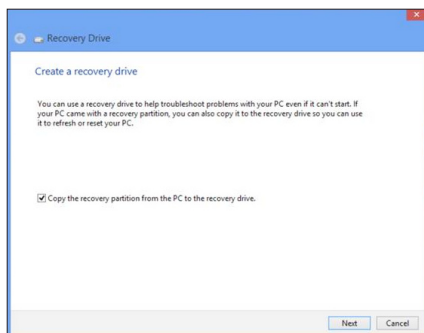 Recovery Drive
Create a recovery drive
You can use a recovery drive to help troubleshoot problems with your PC even if it can't start. If
your PC came with a recovery partition, you can also copy it to the recovery drive so you can use
it to refresh or reset your PC.
Copy the recovery partition from the PC to the recovery drive.
Next Cancel